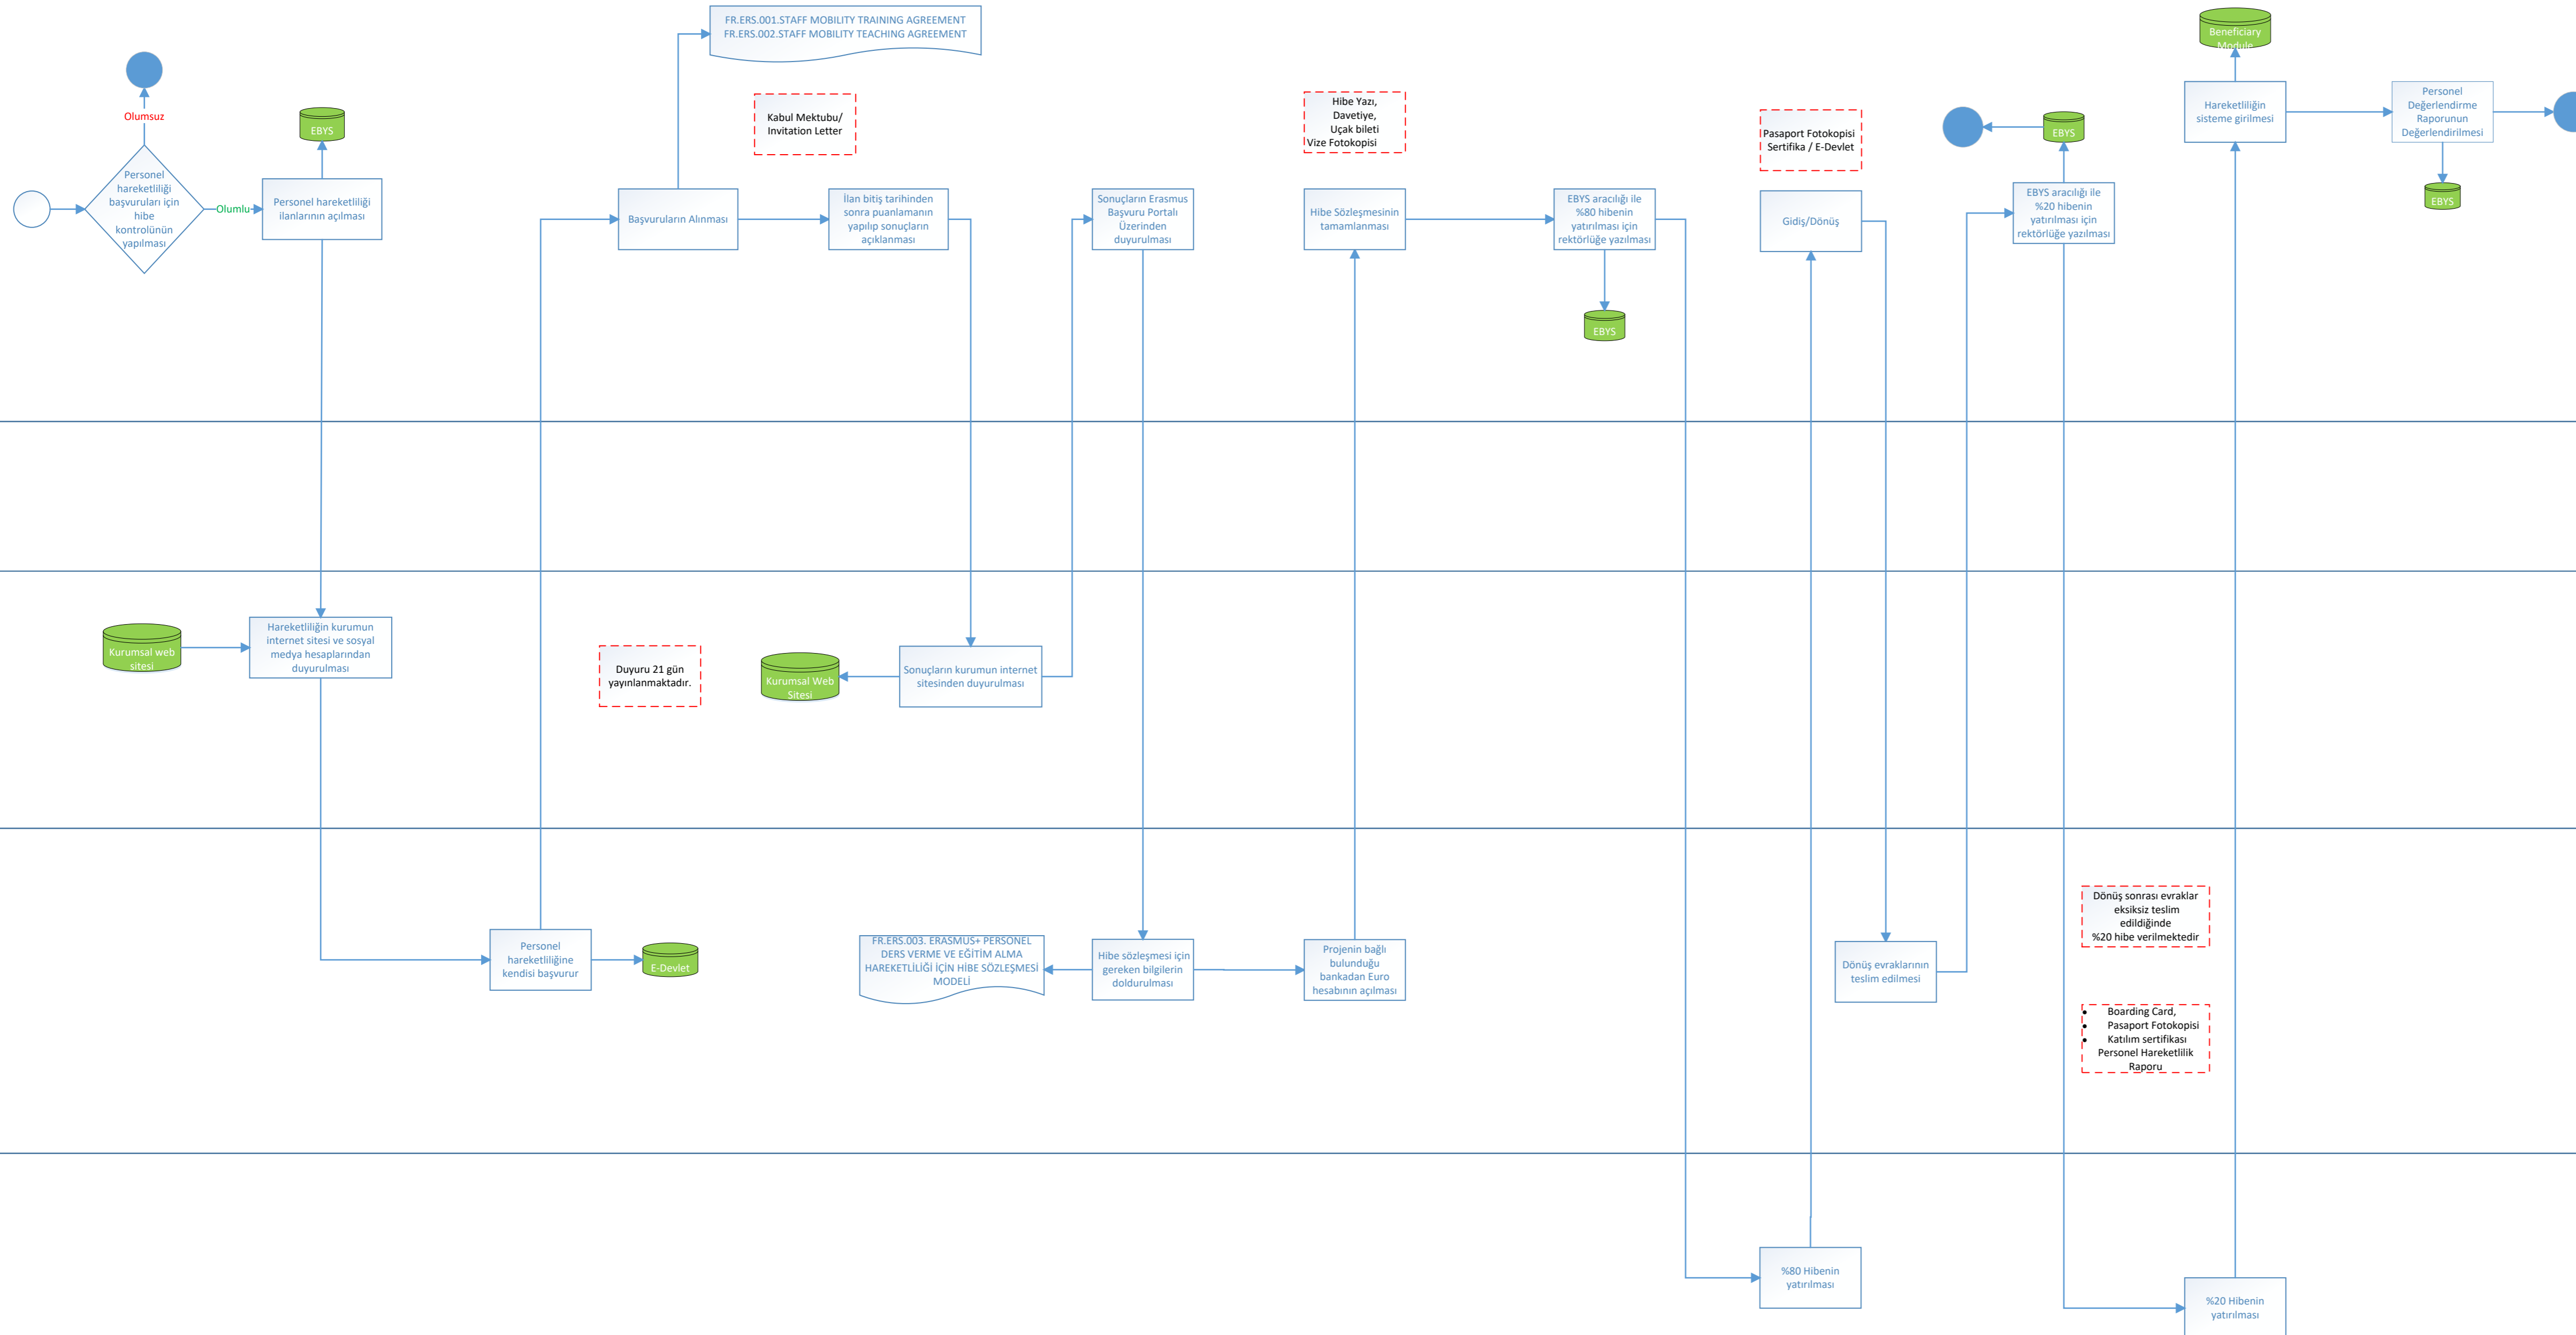 FR.ERS.001.STAFF MOBILITY TRAINING AGREEMENT
FR.ERS.002.STAFF MOBILITY TEACHING AGREEMENT
Beneficiary
Module
Olumsuz
EBYS
Kabul Mektubu/
Invitation Letter
Hibe Yazı,
Davetiye,
Uçak bileti
Vize Fotokopisi
Pasaport Fotokopisi
Sertifika / E-Devlet
EBYS
Hareketliliğin
sisteme girilmesi
Personel
Değerlendirme
Raporunun
Değerlendirilmesi
Personel
hareketliliği
başvuruları için
hibe
kontrolünün
yapılması
Olumlu
Personel hareketliliği
ilanlarının açılması
Başvuruların Alınması
İlan bitiş tarihinden
sonra puanlamanın
yapılıp sonuçların
açıklanması
Sonuçların Erasmus
Başvuru Portalı
Üzerinden
duyurulması
Hibe Sözleşmesinin
tamamlanması
EBYS aracılığı ile
%80 hibenin
yatırılması için
rektörlüğe yazılması
Gidiş/Dönüş
EBYS aracılığı ile
%20 hibenin
yatırılması için
rektörlüğe yazılması
EBYS
EBYS
Kurumsal web
sitesi
Hareketliliğin kurumun
internet sitesi ve sosyal
medya hesaplarından
duyurulması
Duyuru 21 gün
yayınlanmaktadır.
Kurumsal Web
Sitesi
Sonuçların kurumun internet
sitesinden duyurulması
Personel
hareketliliğine
kendisi başvurur
E-Devlet
FR.ERS.003. ERASMUS+ PERSONEL
DERS VERME VE EĞİTİM ALMA
HAREKETLİLİĞİ İÇİN HİBE SÖZLEŞMESİ
MODELİ
Hibe sözleşmesi için
gereken bilgilerin
doldurulması
Projenin bağlı
bulunduğu
bankadan Euro
hesabının açılması
Dönüş evraklarının
teslim edilmesi
Dönüş sonrası evraklar
eksiksiz teslim
edildiğinde
%20 hibe verilmektedir
• Boarding Card,
• Pasaport Fotokopisi
• Katılım sertifikası
Personel Hareketlilik
Raporu
%80 Hibenin
yatırılması
%20 Hibenin
yatırılması